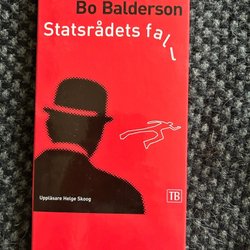 Bo Balderson
Statsrådets fall
Uppläsare Helge Skoog
TB